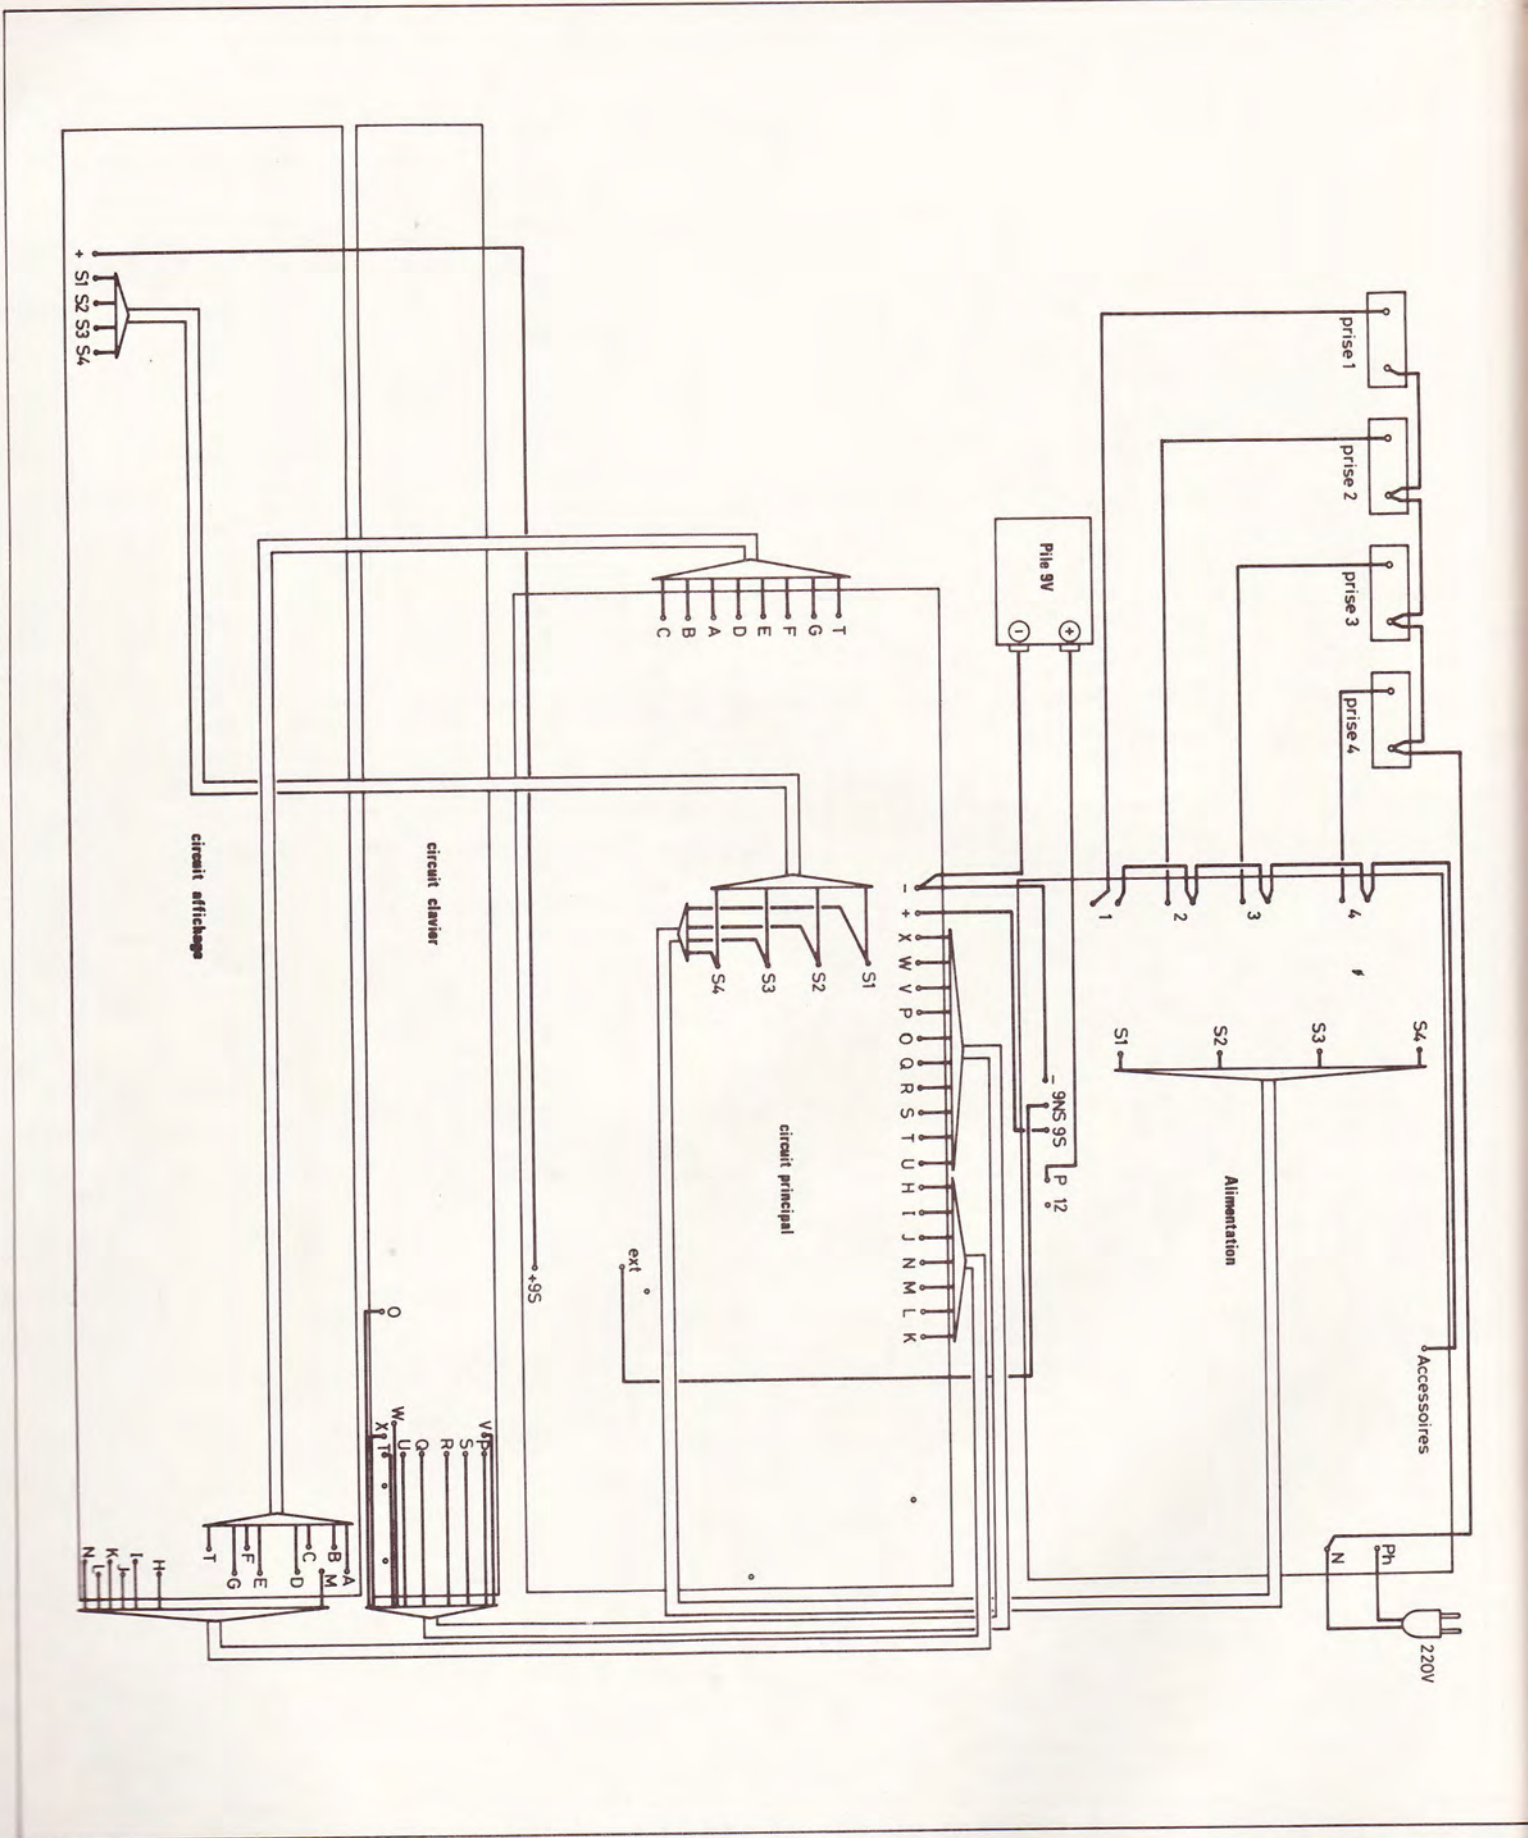 prise 1
prise 2
prise 3
prise 4
Pile 9V
+
-
1
2
3
4
S1
S2
S3
S4
Alimentation
Accessoires
Ph
N
220V
- 9NS 9S P 12
- + X W V P O Q R S T U H I J N M L K
C B A D E F G T
S4 S3 S2 S1
circuit principal
ext
+9S
circuit clavier
O
W
X T U Q R S P V
circuit affichage
+ S1 S2 S3 S4
T G F E D C B M A
N L K J I H